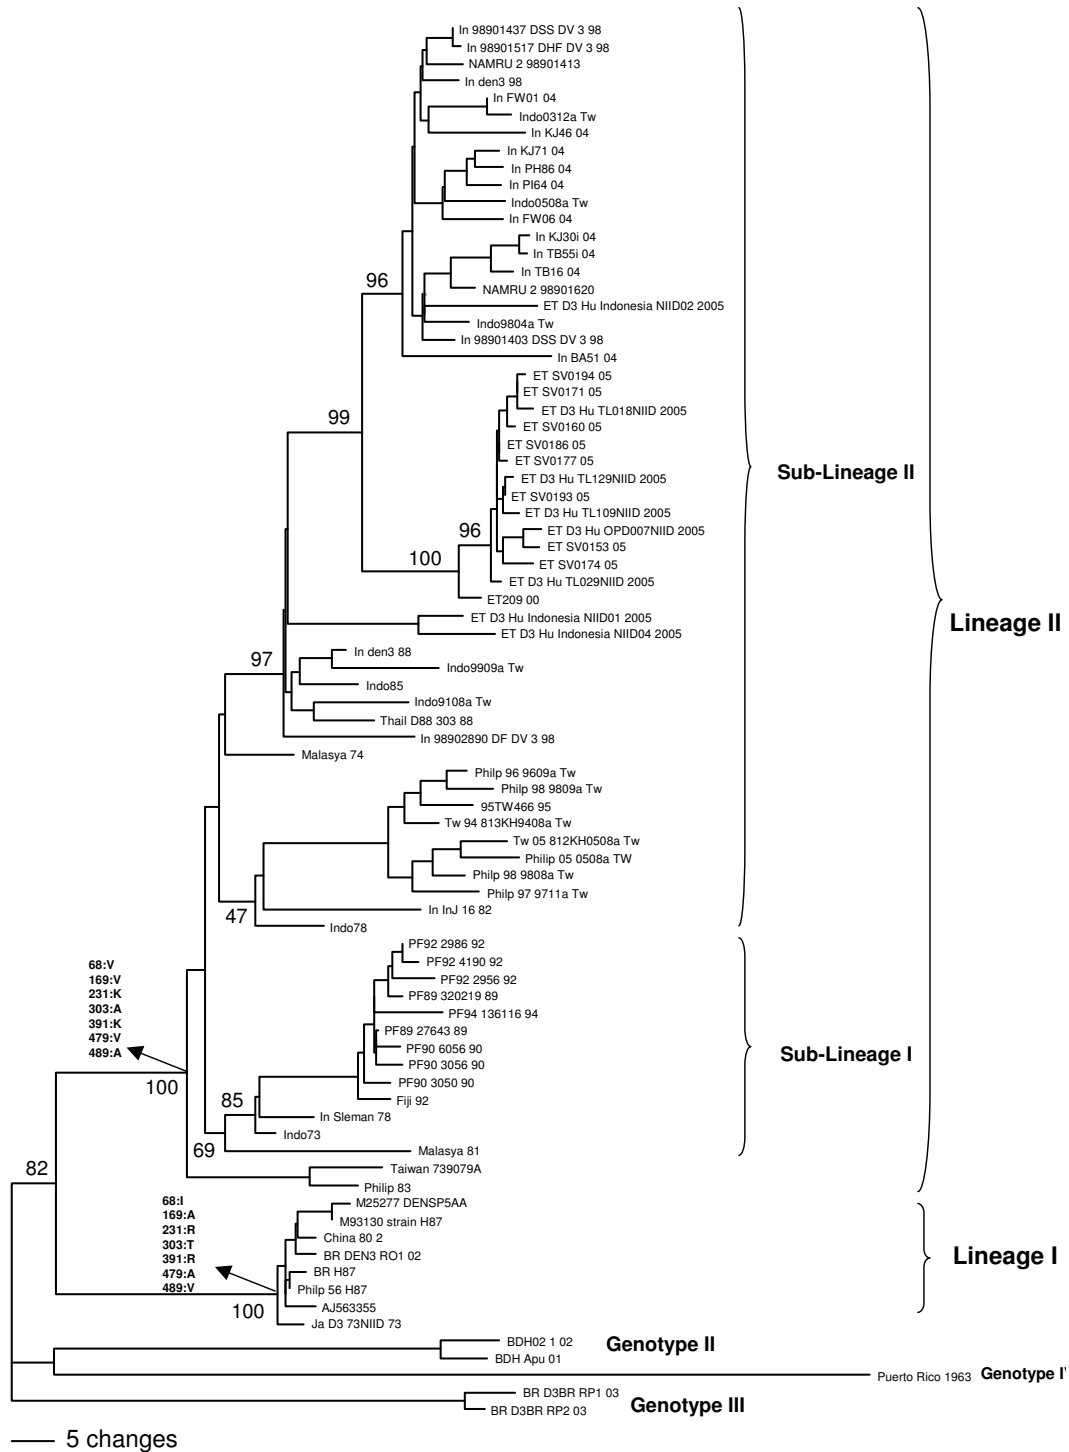 In 98901437 DSS DV 3 98
In 98901517 DHF DV 3 98
NAMRU 2 98901413
In den3 98
In FW01 04
Indo0312a Tw
In KJ46 04
In KJ71 04
In PH86 04
In PI64 04
Indo0508a Tw
In FW06 04
In KJ30i 04
In TB55i 04
In TB16 04
96
NAMRU 2 98901620
ET D3 Hu Indonesia NIID02 2005
Indo9804a Tw
In 98901403 DSS DV 3 98
In BA51 04
ET SV0194 05
ET SV0171 05
ET D3 Hu TL018NIID 2005
99
ET SV0160 05
ET SV0186 05
ET SV0177 05
Sub-Lineage II
ET D3 Hu TL129NIID 2005
ET SV0193 05
ET D3 Hu TL109NIID 2005
96
ET D3 Hu OPD007NIID 2005
ET SV0153 05
100
ET SV0174 05
ET D3 Hu TL029NIID 2005
ET209 00
ET D3 Hu Indonesia NIID01 2005
Lineage II
ET D3 Hu Indonesia NIID04 2005
In den3 88
97
Indo9909a Tw
Indo85
Indo9108a Tw
Thail D88 303 88
In 98902890 DF DV 3 98
Malasya 74
Philp 96 9609a Tw
Philp 98 9809a Tw
95TW466 95
Tw 94 813KH9408a Tw
Tw 05 812KH0508a Tw
Philip 05 0508a TW
Philp 98 9808a Tw
Philp 97 9711a Tw
In InJ 16 82
47
Indo78
PF92 2986 92
PF92 4190 92
PF92 2956 92
PF89 320219 89
PF94 136116 94
PF89 27643 89
PF90 6056 90
PF90 3056 90
Sub-Lineage I
68:V
169:V
231:K
303:A
391:K
479:V
489:A
100
PF90 3050 90
85
Fiji 92
In Sleman 78
Indo73
69
Malasya 81
82
Taiwan 739079A
Philip 83
68:I
169:A
231:R
303:T
391:R
479:A
489:V
M25277 DENSP5AA
M93130 strain H87
China 80 2
BR DEN3 RO1 02
Lineage I
BR H87
Philp 56 H87
100
AJ563355
Ja D3 73NIID 73
BDH02 1 02
Genotype II
BDH Apu 01
Puerto Rico 1963
Genotype IV
BR D3BR RP1 03
BR D3BR RP2 03
Genotype III
5 changes